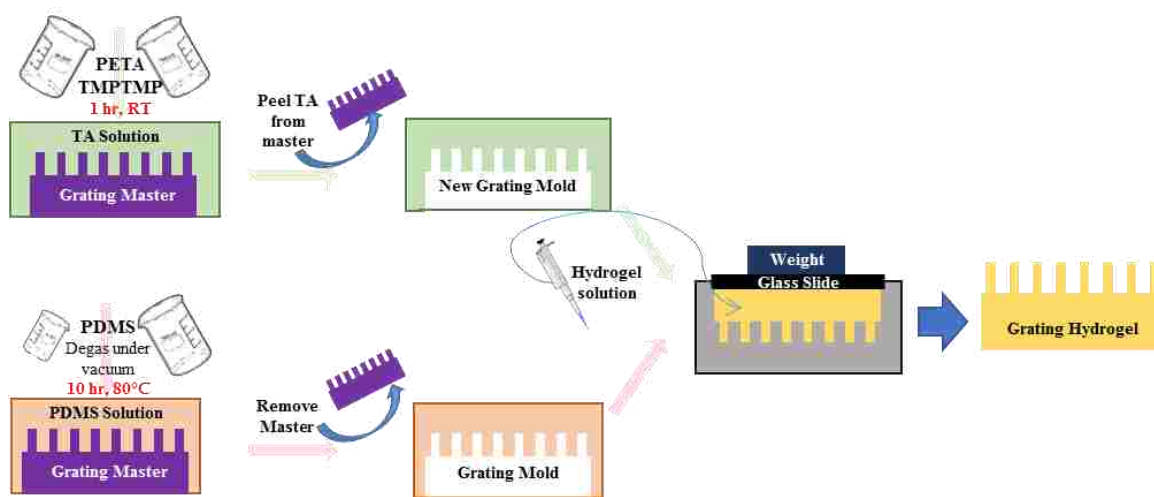 PETA
TMPTMP
1 hr, RT
TA Solution
Grating Master
Peel TA
from
master
New Grating Mold
Hydrogel
solution
Weight
Glass Slide
Grating Hydrogel
PDMS
Degas under
vacuum
10 hr, 80°C
PDMS Solution
Grating Master
Remove
Master
Grating Mold